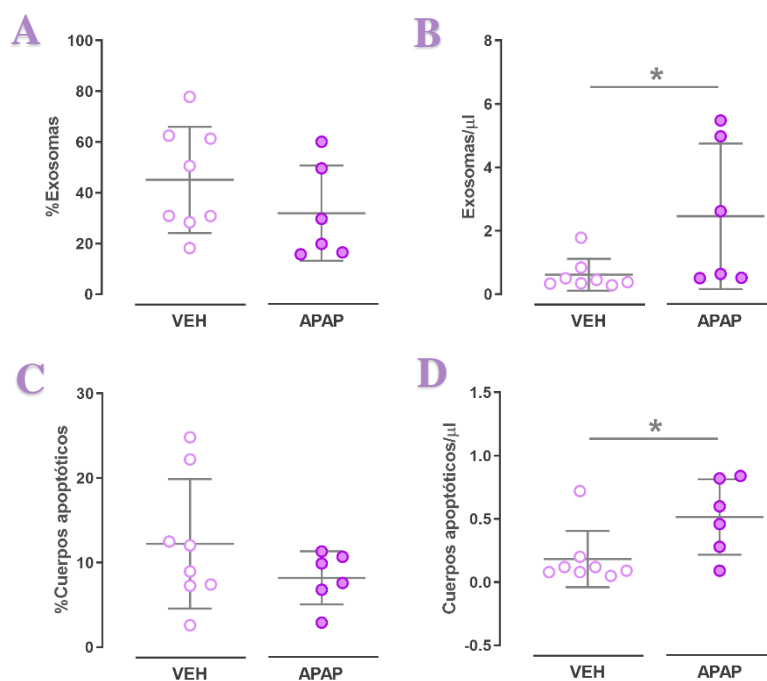 A
%Exosomas
100
80
60
40
20
0
VEH APAP
B
Exosomas/µl
8
6
4
2
0
*
VEH APAP
C
%Cuerpos apoptóticos
30
20
10
0
VEH APAP
D
Cuerpos apoptóticos/µl
1.5
1.0
0.5
0.0
-0.5
*
VEH APAP